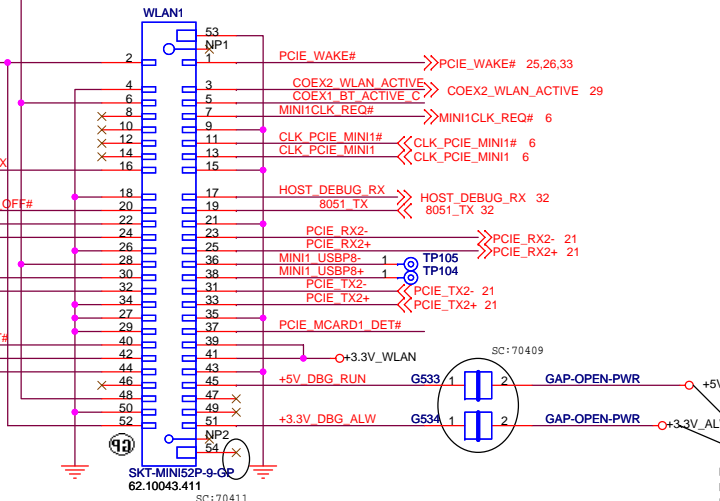 WLAN1
53
NP1
2 1 PCIE_WAKE# PCIE_WAKE# 25,26,33
4 3 COEX2_WLAN_ACTIVE COEX2_WLAN_ACTIVE 29
6 5 COEX1_BT_ACTIVE_C
8 7 MINI1CLK_REQ# MINI1CLK_REQ# 6
10 9
12 11 CLK_PCIE_MINI1# CLK_PCIE_MINI1# 6
14 13 CLK_PCIE_MINI1 CLK_PCIE_MINI1 6
X 16 15
18 17 HOST_DEBUG_RX HOST_DEBUG_RX 32
_OFF# 20 19 8051_TX 8051_TX 32
22 21
24 23 PCIE_RX2- PCIE_RX2- 21
26 25 PCIE_RX2+ PCIE_RX2+ 21
28 36 MINI1_USBP8- 1 TP105
30 38 MINI1_USBP8+ 1 TP104
32 31 PCIE_TX2- PCIE_TX2- 21
34 33 PCIE_TX2+ PCIE_TX2+ 21
27 35
29 37 PCIE_MCARD1_DET#
40 39
42 41 +3.3V_WLAN
44 43
SC:70409
46 45 +5V_DBG_RUN G533 1 2 GAP-OPEN-PWR +5V
48 47
50 49
52 51 +3.3V_DBG_ALW G534 1 2 GAP-OPEN-PWR +3.3V_AL
NP2
54
SKT-MINI52P-9-GP
62.10043.411
SC:70411